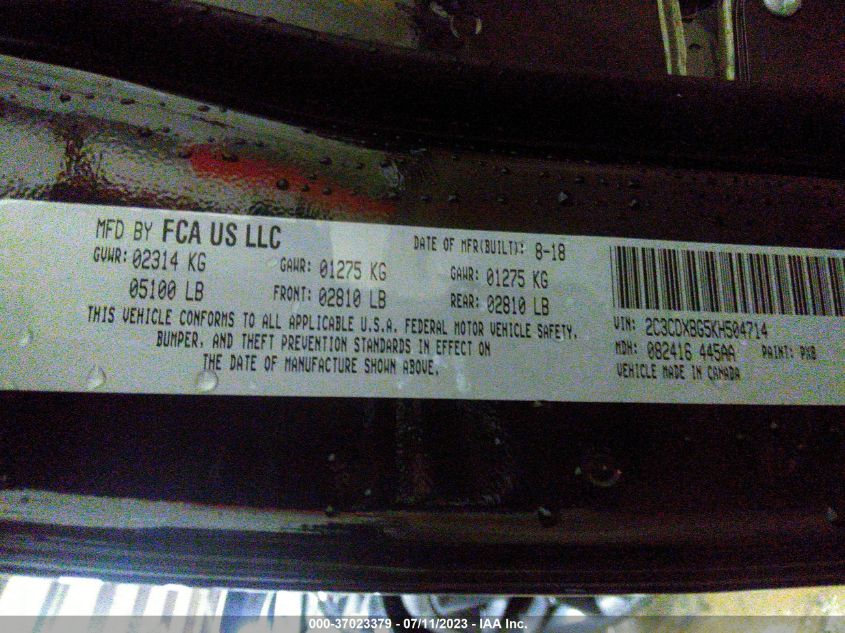 MFD BY FCA US LLC
DATE OF MFR(BUILT): 8-18
GVWR: 02314 KG
GAWR: 01275 KG
GAWR: 01275 KG
05100 LB
FRONT: 02810 LB
REAR: 02810 LB
THIS VEHICLE CONFORMS TO ALL APPLICABLE U.S.A. FEDERAL MOTOR VEHICLE SAFETY,
BUMPER, AND THEFT PREVENTION STANDARDS IN EFFECT ON
THE DATE OF MANUFACTURE SHOWN ABOVE.
VIN: 2C3CDXBG5KH504714
MDH: 082416 445AA PAINT: PX8
VEHICLE MADE IN CANADA
000-37023379 - 07/11/2023 - IAA Inc.